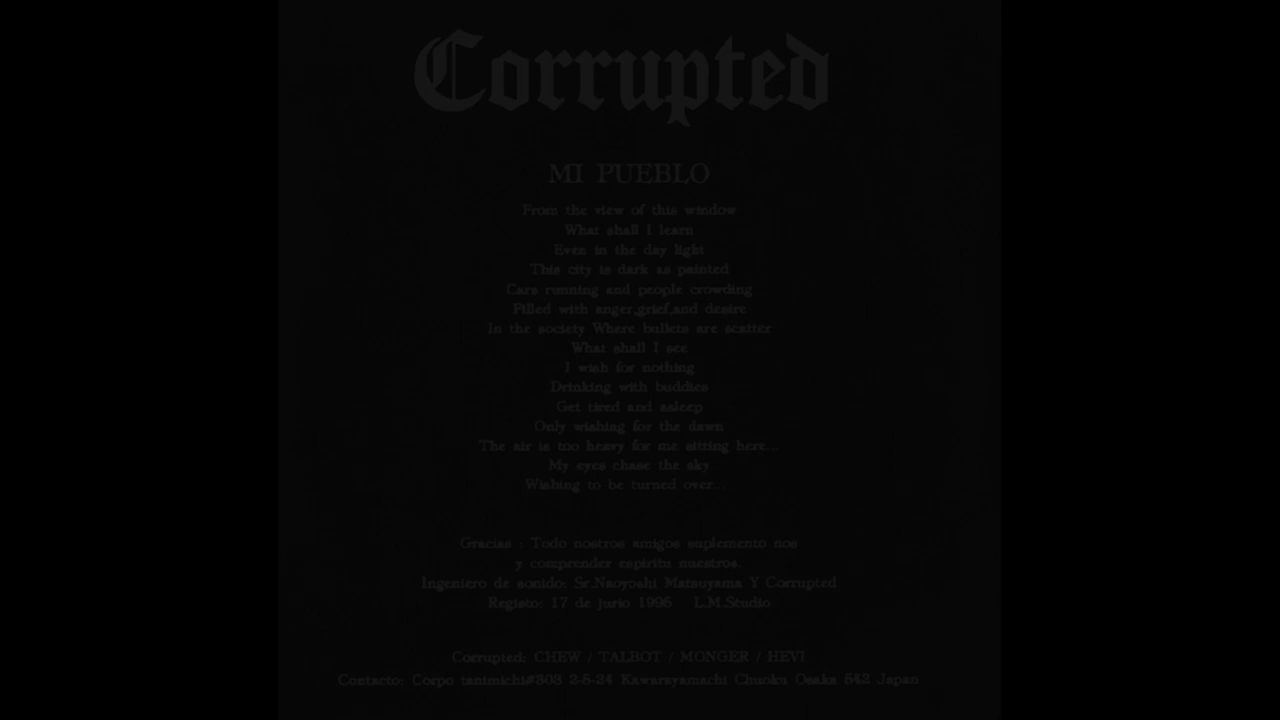 Corrupted
MI PUEBLO
From the view of this window
What shall I learn
Even in the day light
This city is dark as painted
Cars running and people crowding
Filled with anger,grief,and desire
In the society Where bullets are scatter
What shall I see
I wish for nothing
Drinking with buddies
Get tired and asleep
Only wishing for the dawn
The air is too heavy for me sitting here...
My eyes chase the sky
Wishing to be turned over...
Gracias : Todo nostros amigos suplemento nos
y comprender espiritu nuestros.
Ingeniero de sonido: Sr.Naoyoshi Matsuyama Y Corrupted
Registo: 17 de jurio 1996 L.M.Studio
Corrupted; CHEW / TALBOT / MONGER / HEVI
Contacto: Corpo tanimichi#508 2-5-24 Kawarayamachi Chuoku Osaka 542 Japan